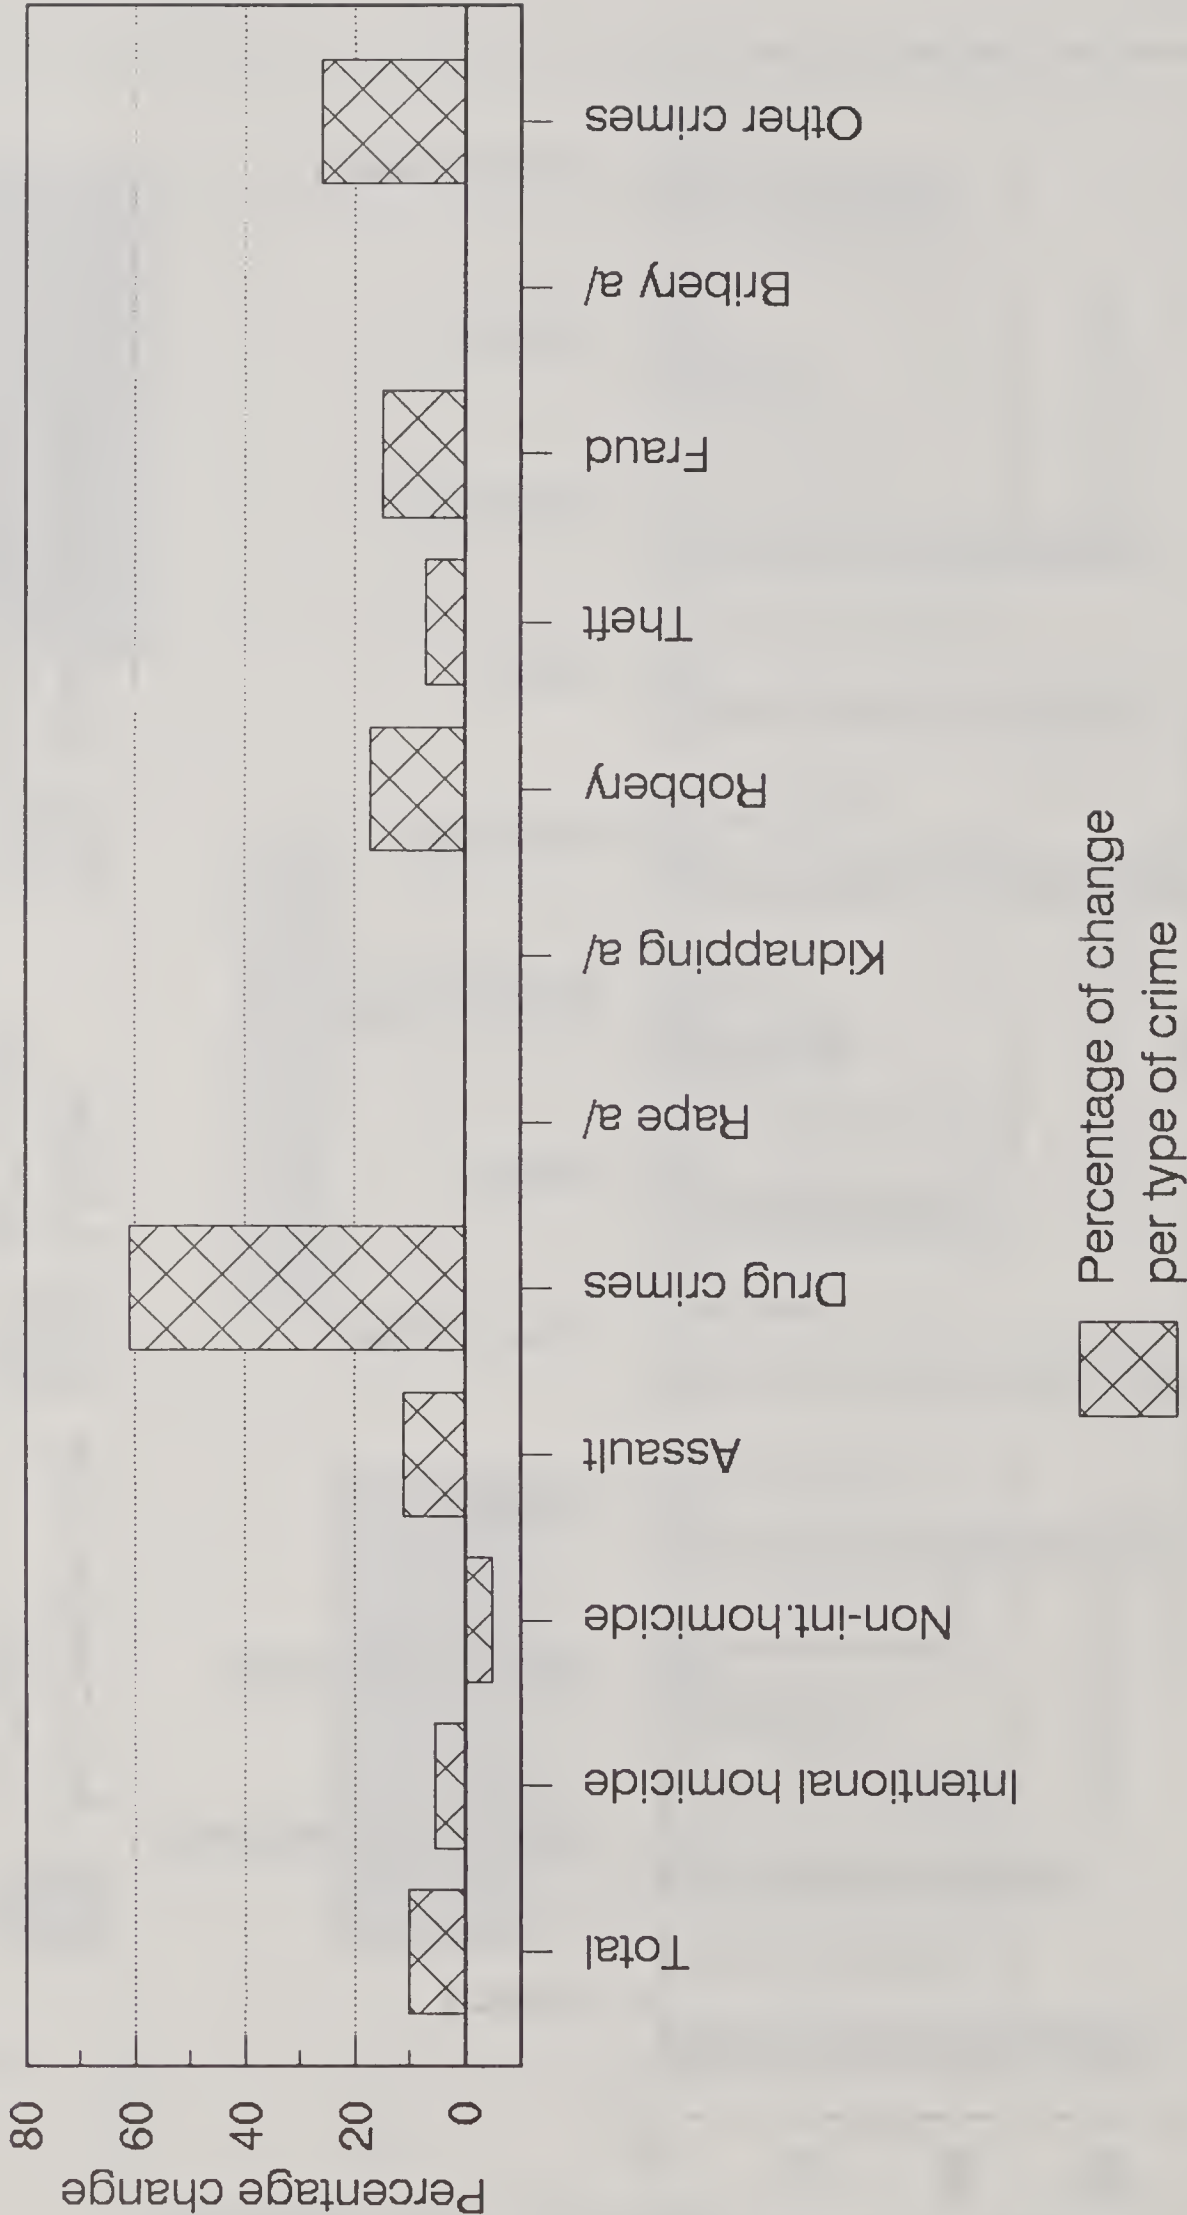 Percentage change
80
60
40
20
0
Total
Intentional homicide
Non-int.homicide
Assault
Drug crimes
Rape a/
Kidnapping a/
Robbery
Theft
Fraud
Bribery a/
Other crimes
Percentage of change
per type of crime